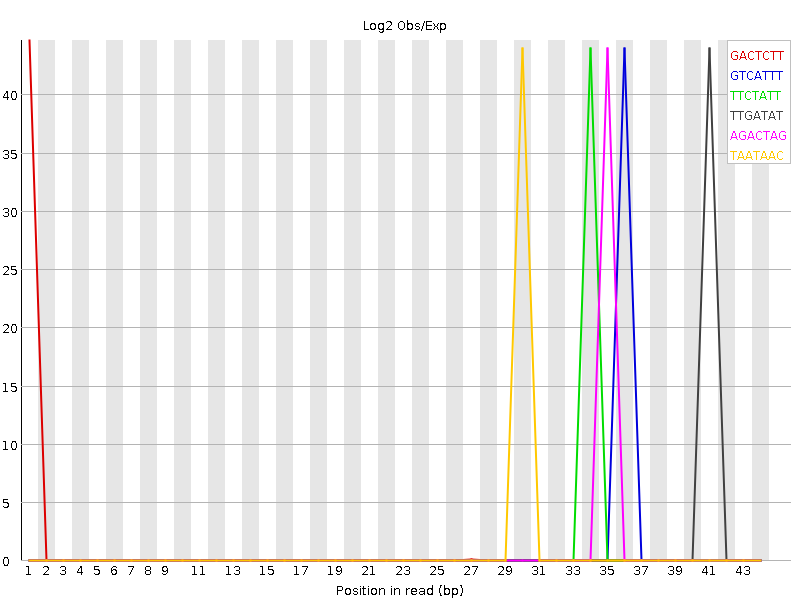 Log2 Obs/Exp
GACTCTT
GTCATTT
TTCTATT
TTGATAT
AGACTAG
TAATAAC
40
35
30
25
20
15
10
5
0
1 2 3 4 5 6 7 8 9 11 13 15 17 19 21 23 25 27 29 31 33 35 37 39 41 43
Position in read (bp)